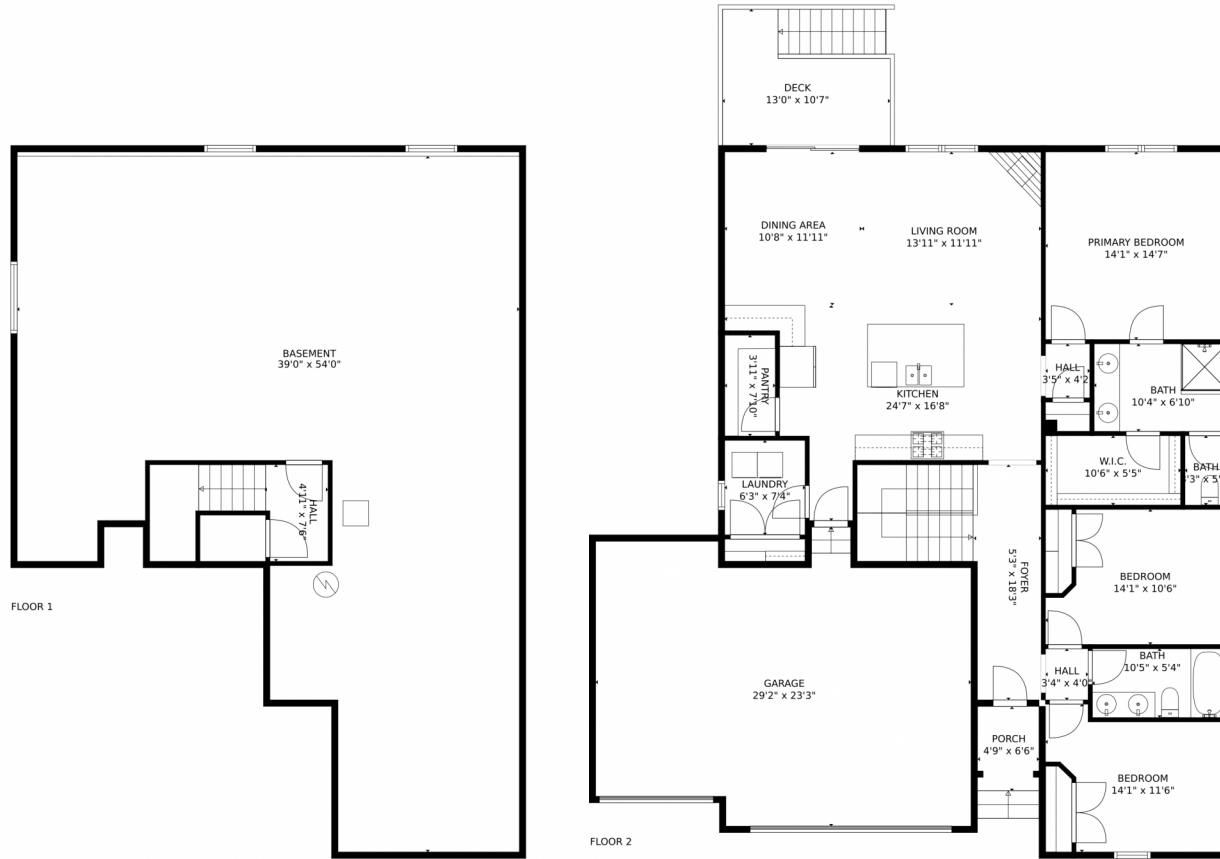 BASEMENT
39'0" x 54'0"
HALL
4'11" x 7'6"
FLOOR 1
DECK
13'0" x 10'7"
DINING AREA
10'8" x 11'11"
LIVING ROOM
13'11" x 11'11"
PRIMARY BEDROOM
14'1" x 14'7"
PANTRY
3'11" x 7'10"
KITCHEN
24'7" x 16'8"
HALL
3'5" x 4'2
BATH
10'4" x 6'10"
W.I.C.
10'6" x 5'5"
BATH
LAUNDRY
6'3" x 7'4"
FOYER
5'3" x 18'3"
BEDROOM
14'1" x 10'6"
HALL
3'4" x 4'0"
BATH
10'5" x 5'4"
GARAGE
29'2" x 23'3"
PORCH
4'9" x 6'6"
BEDROOM
14'1" x 11'6"
FLOOR 2